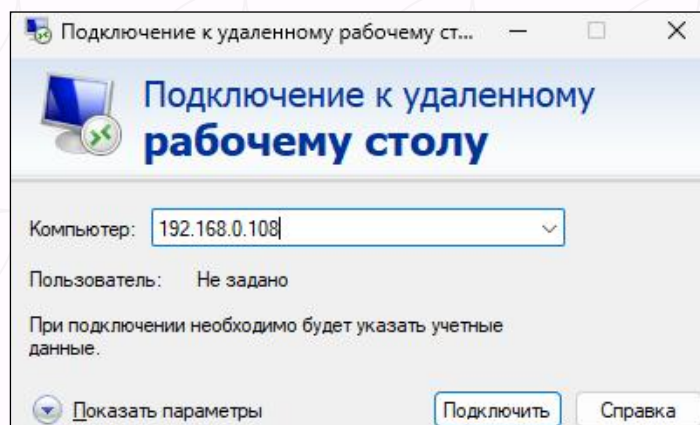 Подключение к удаленному рабочему ст...
Подключение к удаленному
рабочему столу
Компьютер: 192.168.0.108
Пользователь: Не задано
При подключении необходимо будет указать учетные
данные.
Показать параметры Подключить Справка